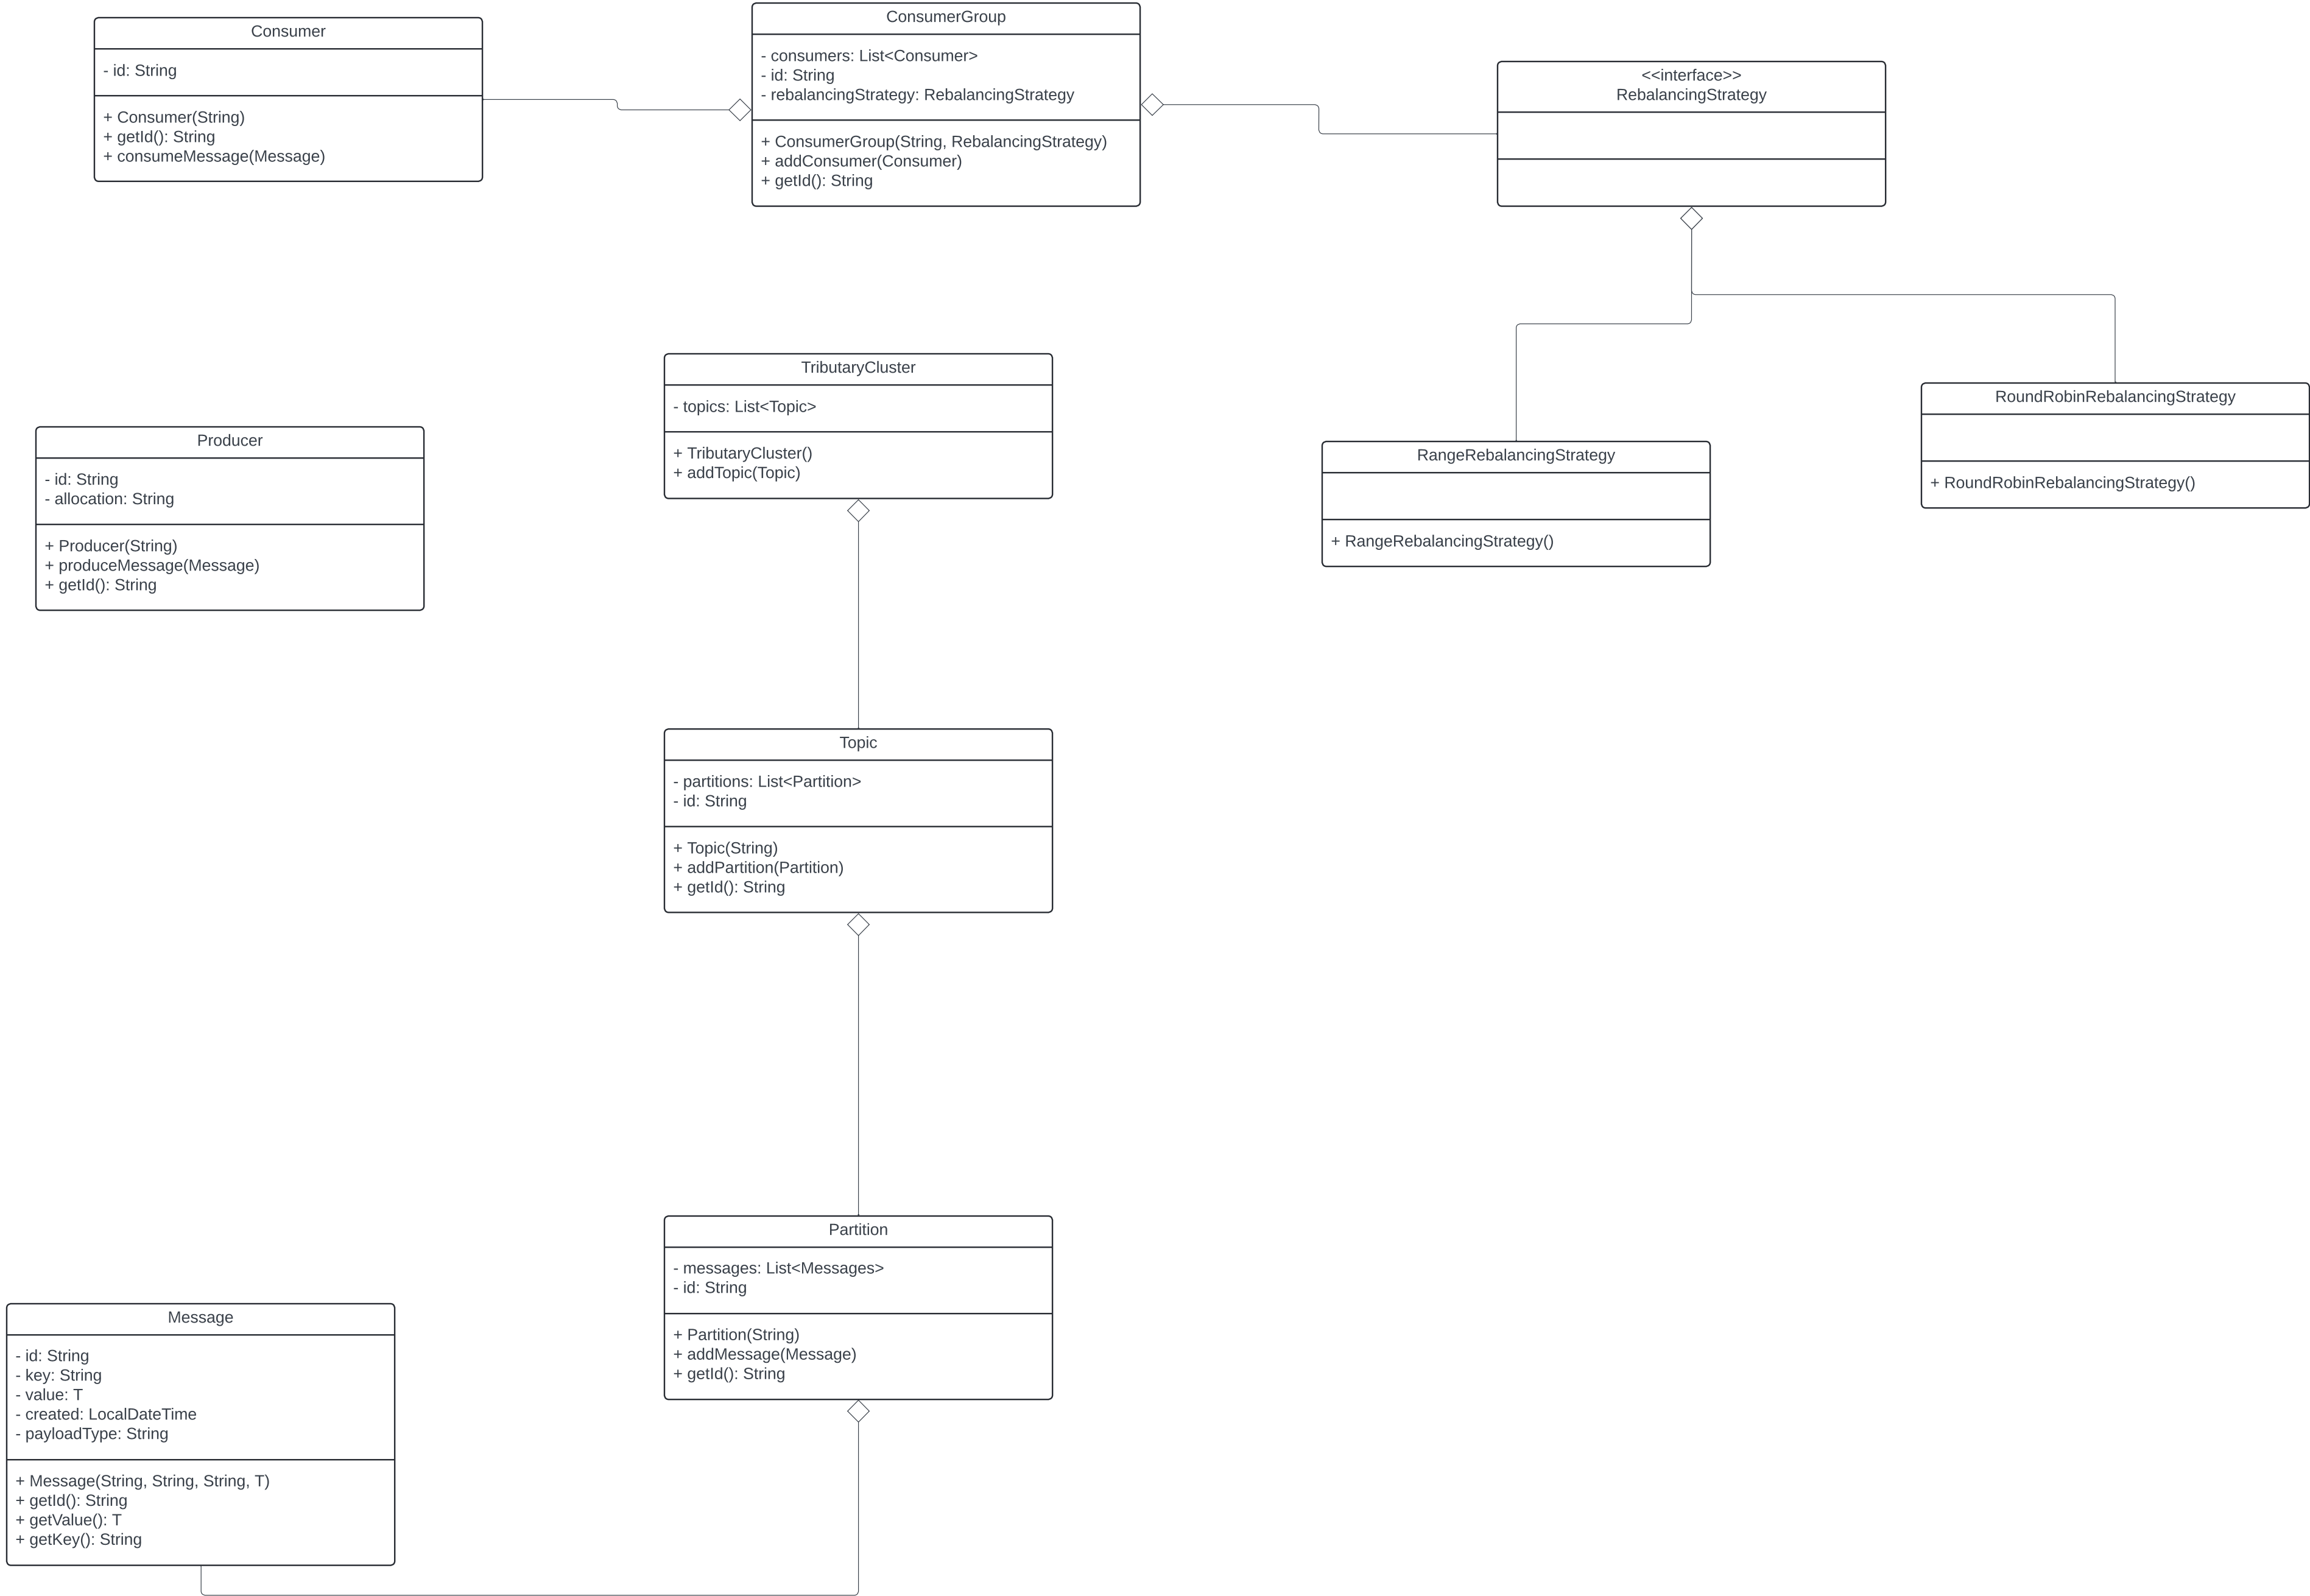 Consumer
- id: String
+ Consumer(String)
+ getId(): String
+ consumeMessage(Message)
ConsumerGroup
- consumers: List<Consumer>
- id: String
- rebalancingStrategy: RebalancingStrategy
+ ConsumerGroup(String, RebalancingStrategy)
+ addConsumer(Consumer)
+ getId(): String
<<interface>>
RebalancingStrategy
TributaryCluster
- topics: List<Topic>
+ TributaryCluster()
+ addTopic(Topic)
RoundRobinRebalancingStrategy
+ RoundRobinRebalancingStrategy()
Producer
- id: String
- allocation: String
+ Producer(String)
+ produceMessage(Message)
+ getId(): String
RangeRebalancingStrategy
+ RangeRebalancingStrategy()
Topic
- partitions: List<Partition>
- id: String
+ Topic(String)
+ addPartition(Partition)
+ getId(): String
Partition
- messages: List<Messages>
- id: String
+ Partition(String)
+ addMessage(Message)
+ getId(): String
Message
- id: String
- key: String
- value: T
- created: LocalDateTime
- payloadType: String
+ Message(String, String, String, T)
+ getId(): String
+ getValue(): T
+ getKey(): String